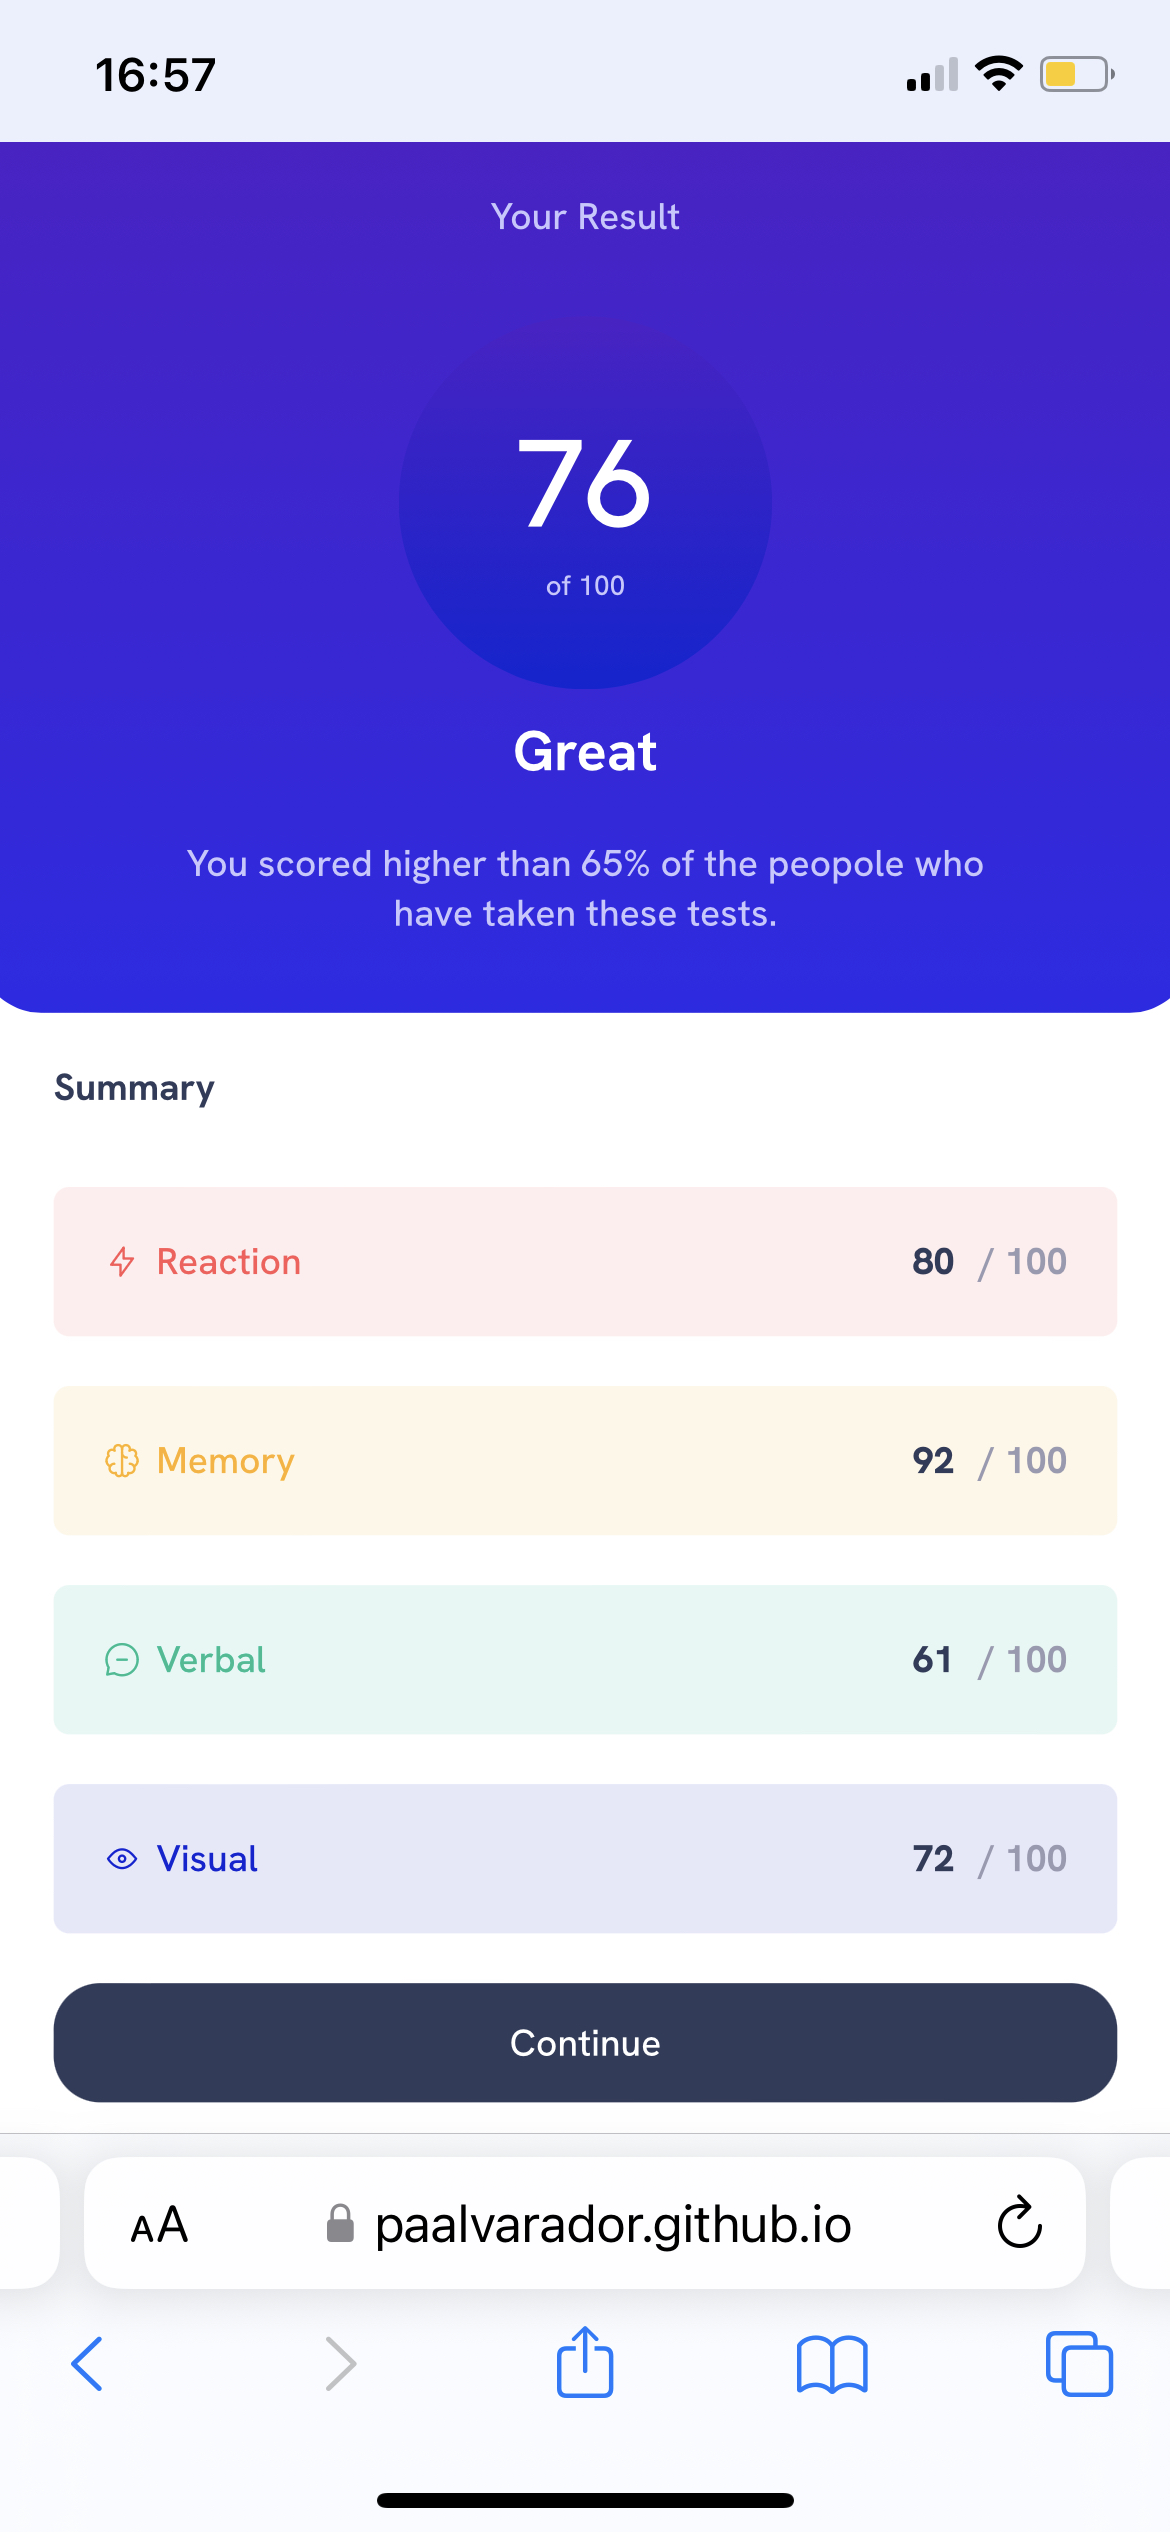 16:57
Your Result
76
of 100
Great
You scored higher than 65% of the peopole who
have taken these tests.
Summary
Reaction 80 / 100
Memory 92 / 100
Verbal 61 / 100
Visual 72 / 100
Continue
AA paalvarador.github.io